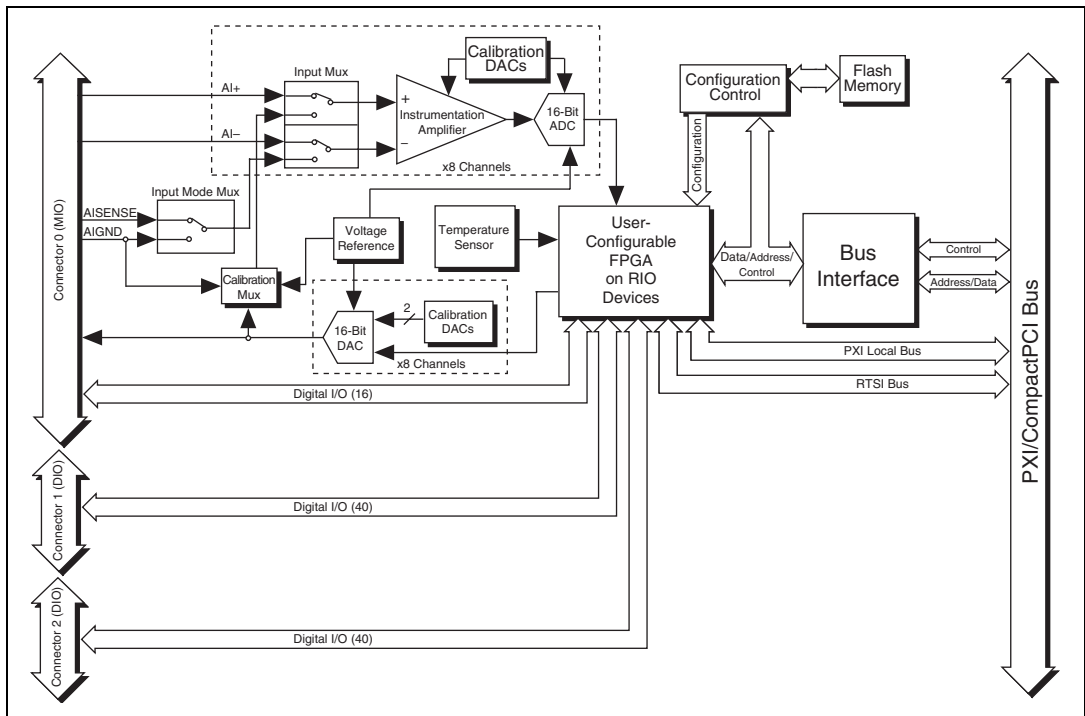 Calibration
DACs
Input Mux
AI+
+
Instrumentation
Amplifier
–
16-Bit
ADC
AI–
x8 Channels
Configuration
Control
Flash
Memory
Configuration
Connector 0 (MIO)
Input Mode Mux
AISENSE
AIGND
Voltage
Reference
Temperature
Sensor
User-
Configurable
FPGA
on RIO
Devices
Data/Address/
Control
Bus
Interface
Control
Address/Data
PXI/CompactPCI Bus
Calibration
Mux
2
Calibration
DACs
16-Bit
DAC
x8 Channels
PXI Local Bus
RTSI Bus
Digital I/O (16)
Connector 1 (DIO)
Digital I/O (40)
Connector 2 (DIO)
Digital I/O (40)